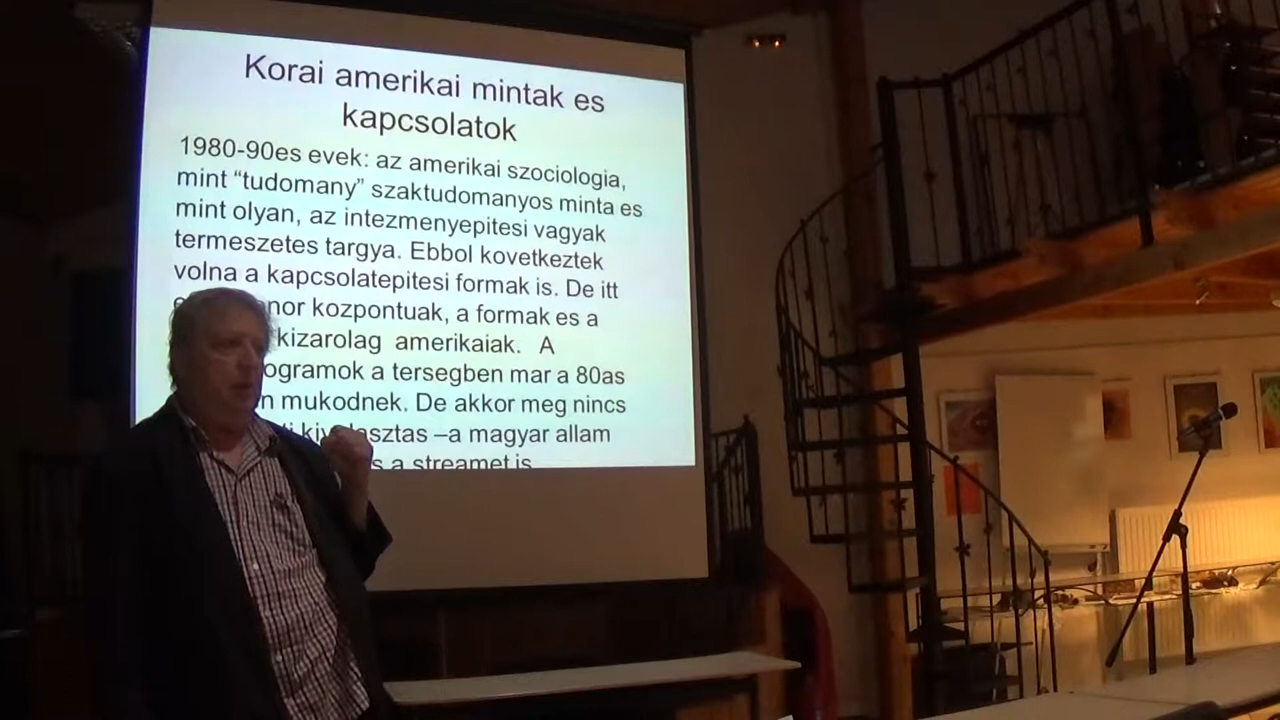 Korai amerikai mintak es
kapcsolatok
1980-90es evek: az amerikai szociologia,
mint “tudomany” szaktudomanyos minta es
mint olyan, az intezmenyepitesi vagyak
termeszetes targya. Ebbol kovetkeztek
volna a kapcsolatepitesi formak is. De itt
kozpontuak, a formak es a
kizarolag amerikaiak. A
a tersegben mar a 80as
mukodnek. De akkor meg nincs
–a magyar allam
a streamet is